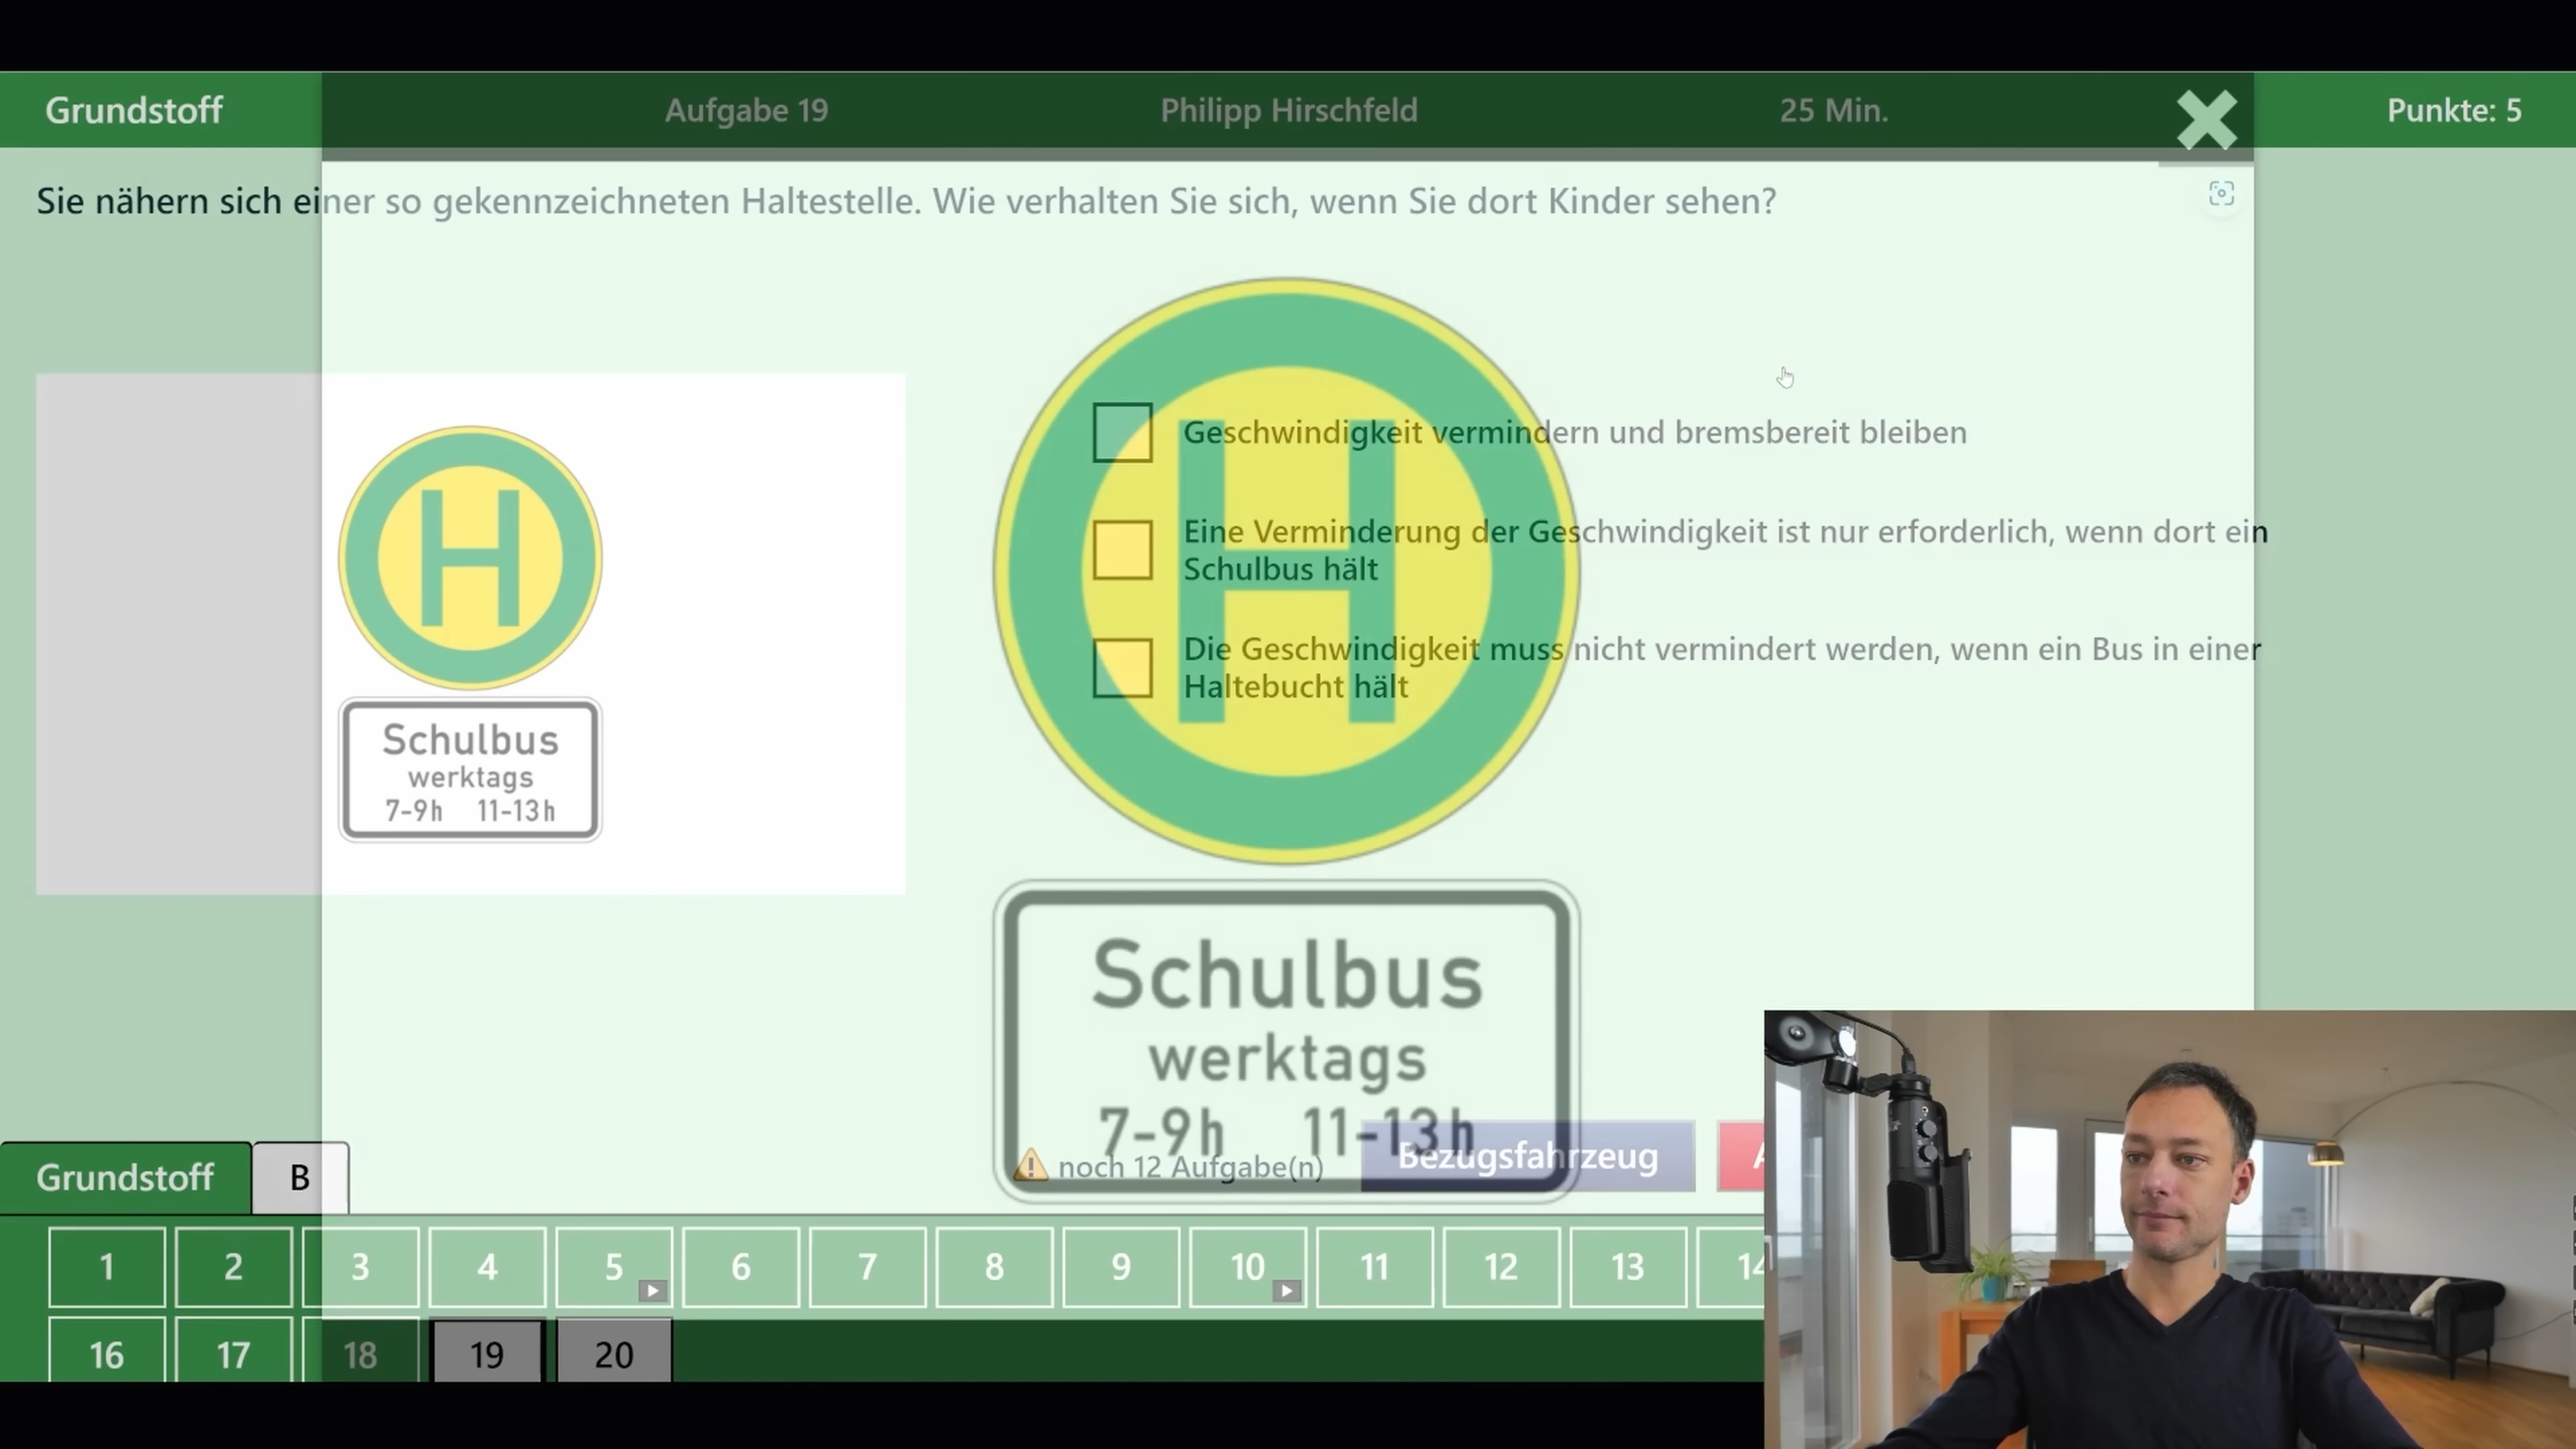 Grundstoff
Aufgabe 19
Philipp Hirschfeld
25 Min.
Punkte: 5
Sie nähern sich einer so gekennzeichneten Haltestelle. Wie verhalten Sie sich, wenn Sie dort Kinder sehen?
H
Schulbus
werktags
7-9h 11-13h
H
Geschwindigkeit vermindern und bremsbereit bleiben
Eine Verminderung der Geschwindigkeit ist nur erforderlich, wenn dort ein
Schulbus hält
Die Geschwindigkeit muss nicht vermindert werden, wenn ein Bus in einer
Haltebucht hält
Schulbus
werktags
7-9h 11-13h
noch 12 Aufgabe(n)
Bezugsfahrzeug
Grundstoff
B
1 2 3 4 5 6 7 8 9 10 11 12 13 14
16 17 18 19 20